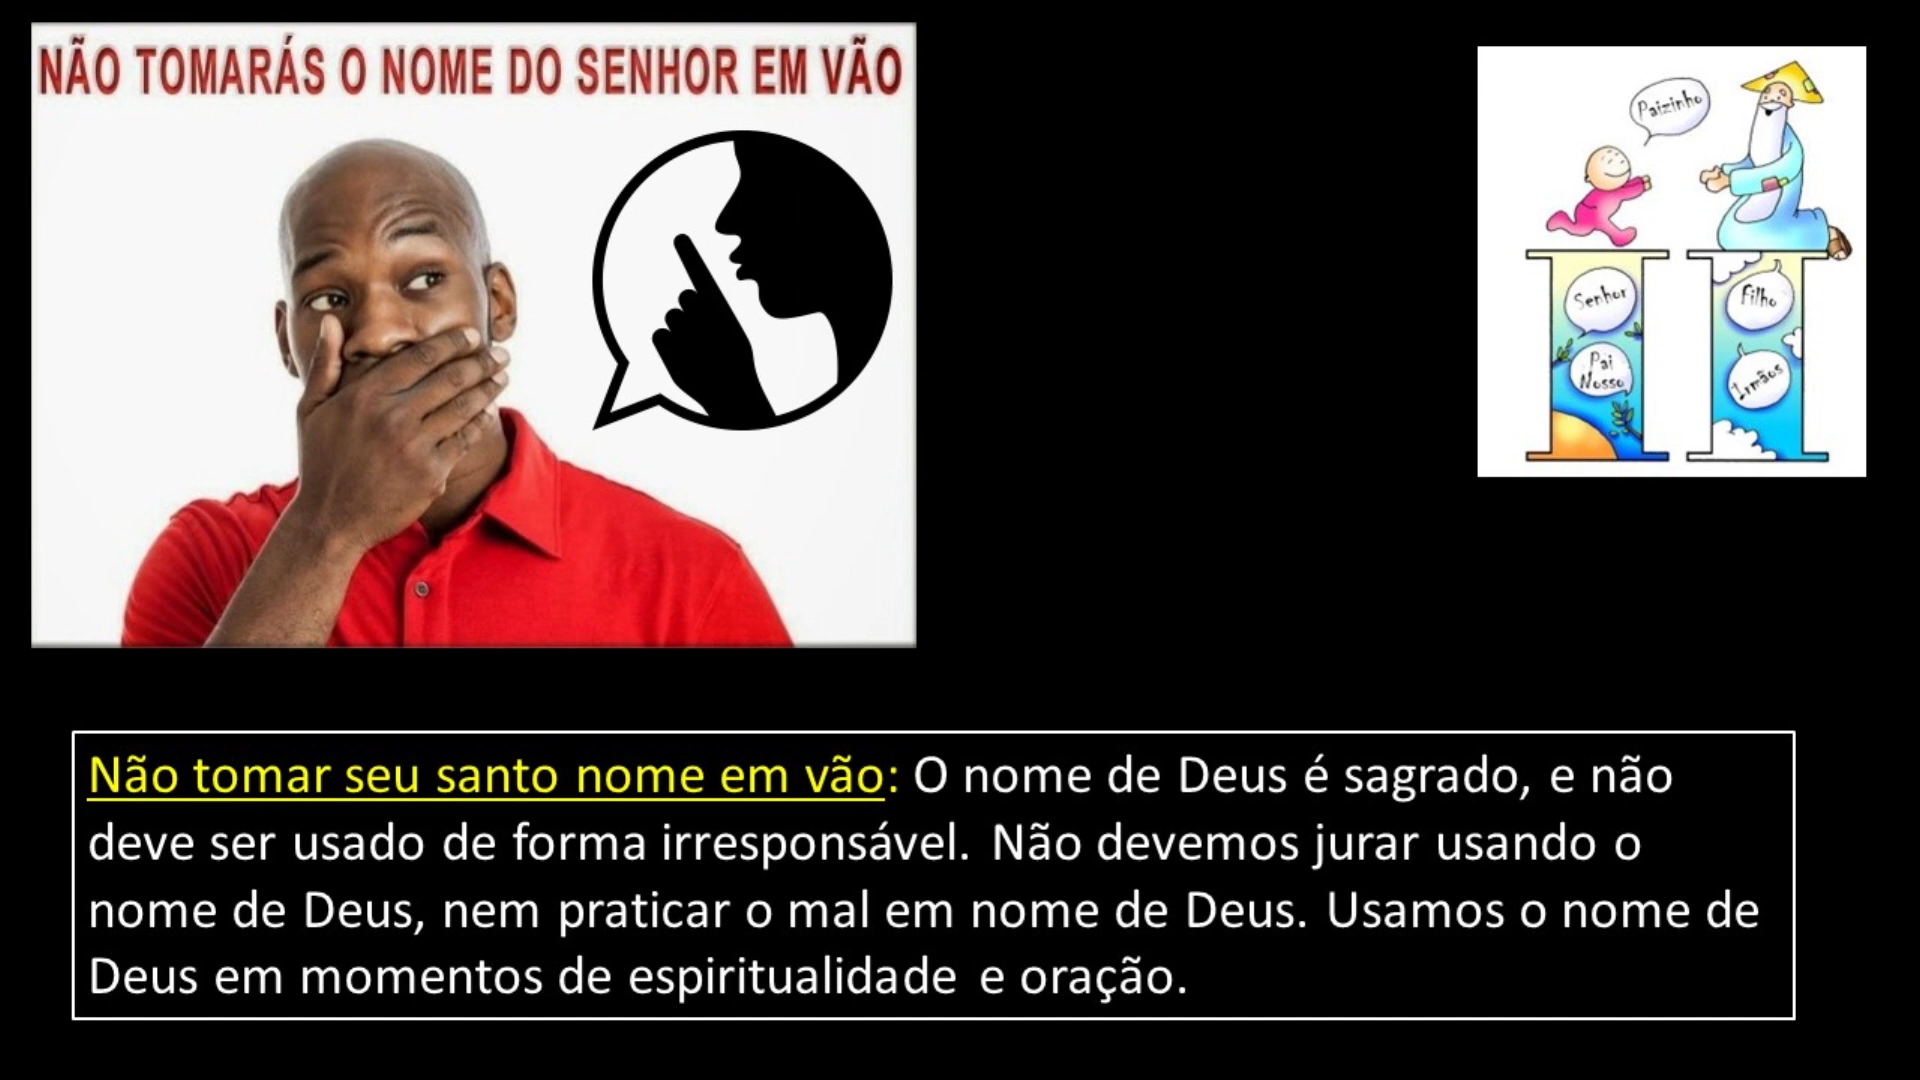 NÃO TOMARÁS O NOME DO SENHOR EM VÃO
Paizinho
Senhor
Pai
Nosso
Filho
Irmãos
Não tomar seu santo nome em vão: O nome de Deus é sagrado, e não
deve ser usado de forma irresponsável. Não devemos jurar usando o
nome de Deus, nem praticar o mal em nome de Deus. Usamos o nome de
Deus em momentos de espiritualidade e oração.